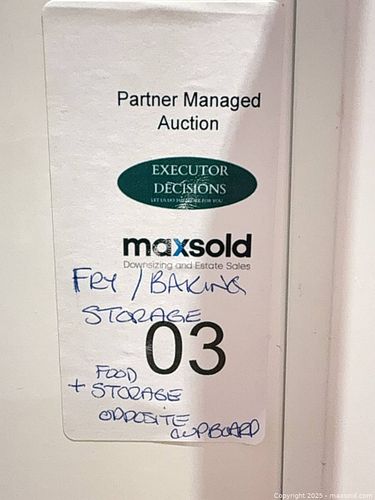 Partner Managed
Auction
EXECUTOR
DECISIONS
maxsold
Downsizing and Estate Sales
FRY / BAKING
STORAGE
03
FOOD
+ STORAGE
OPPOSITE
CUPBOARD
Copyright 2025 - maxsold.com